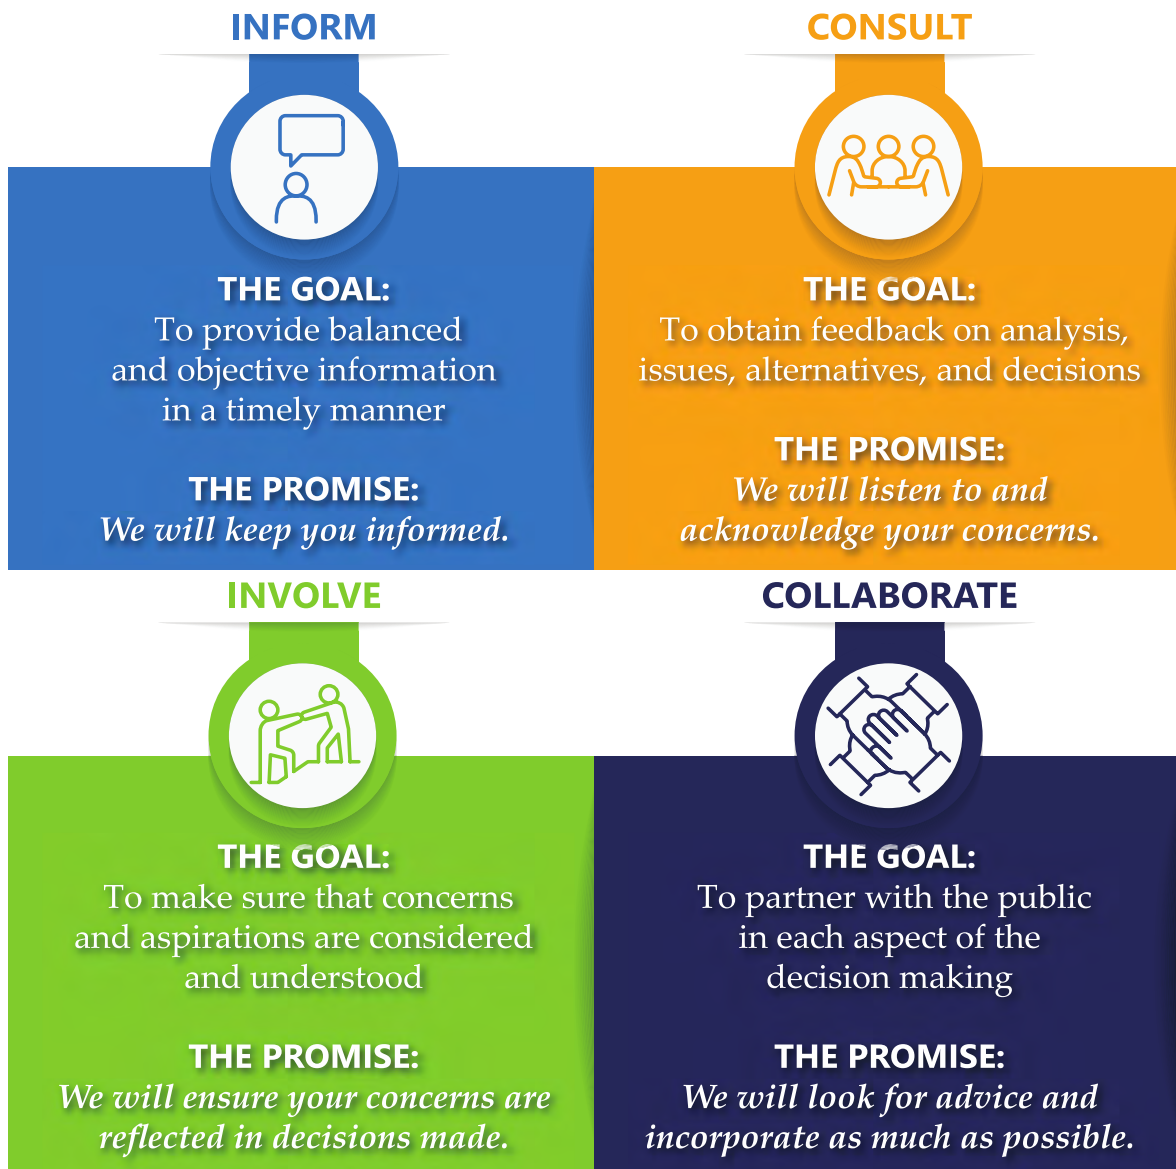 INFORM
THE GOAL:
To provide balanced
and objective information
in a timely manner
THE PROMISE:
We will keep you informed.
CONSULT
THE GOAL:
To obtain feedback on analysis,
issues, alternatives, and decisions
THE PROMISE:
We will listen to and
acknowledge your concerns.
INVOLVE
THE GOAL:
To make sure that concerns
and aspirations are considered
and understood
THE PROMISE:
We will ensure your concerns are
reflected in decisions made.
COLLABORATE
THE GOAL:
To partner with the public
in each aspect of the
decision making
THE PROMISE:
We will look for advice and
incorporate as much as possible.